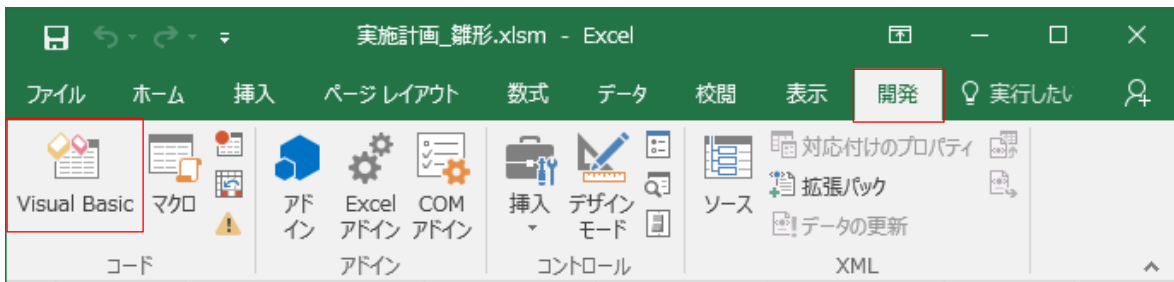 実施計画_雛形.xlsm - Excel
ファイル ホーム 挿入 ページ レイアウト 数式 データ 校閲 表示 開発 実行したい
Visual Basic マクロ アド イン Excel アドイン COM アドイン 挿入 デザイン モード ソース 対応付けのプロパティ
拡張パック
データの更新
コード アドイン コントロール XML